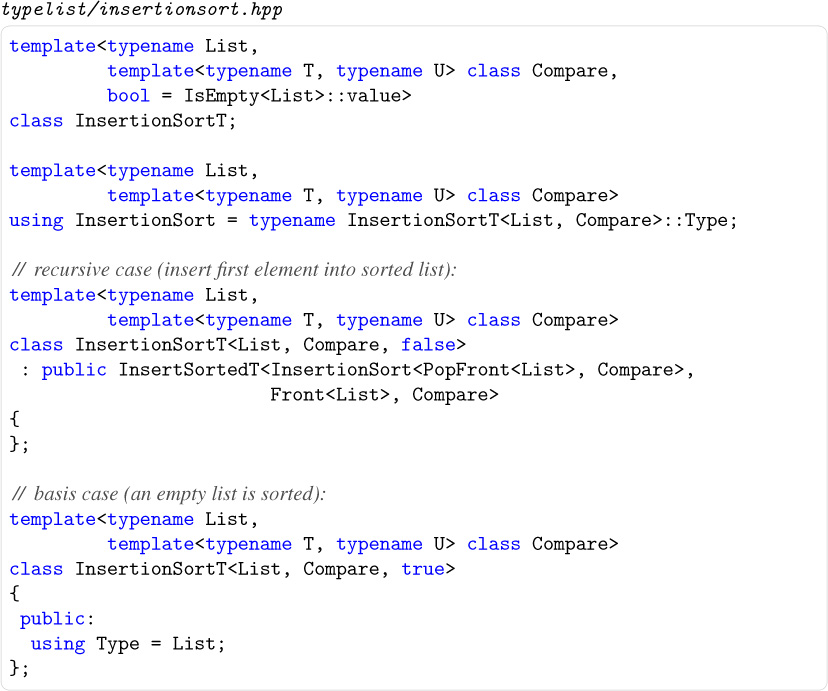 typelist/insertionsort.hpp
template<typename List,
         template<typename T, typename U> class Compare,
         bool = IsEmpty<List>::value>
class InsertionSortT;

template<typename List,
         template<typename T, typename U> class Compare>
using InsertionSort = typename InsertionSortT<List, Compare>::Type;

// recursive case (insert first element into sorted list):
template<typename List,
         template<typename T, typename U> class Compare>
class InsertionSortT<List, Compare, false>
 : public InsertSortedT<InsertionSort<PopFront<List>, Compare>,
                        Front<List>, Compare>
{
};

// basis case (an empty list is sorted):
template<typename List,
         template<typename T, typename U> class Compare>
class InsertionSortT<List, Compare, true>
{
 public:
  using Type = List;
};